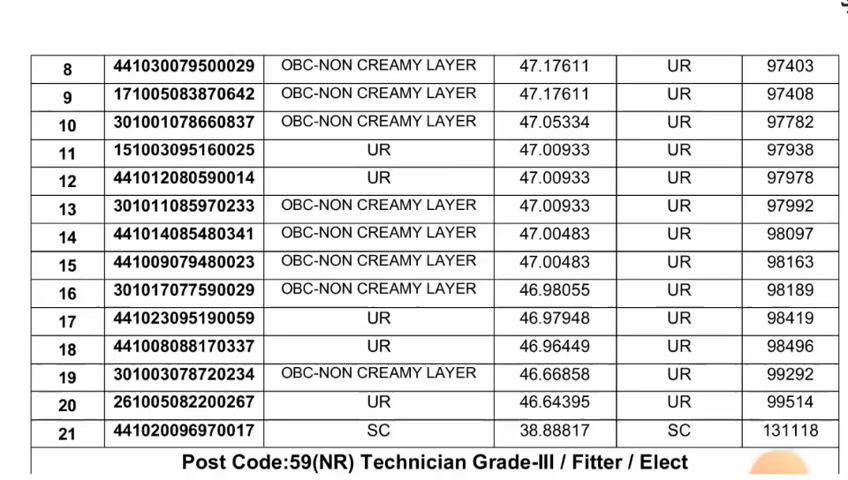 8 441030079500029 OBC-NON CREAMY LAYER 47.17611 UR 97403
9 171005083870642 OBC-NON CREAMY LAYER 47.17611 UR 97408
10 301001078660837 OBC-NON CREAMY LAYER 47.05334 UR 97782
11 151003095160025 UR 47.00933 UR 97938
12 441012080590014 UR 47.00933 UR 97978
13 301011085970233 OBC-NON CREAMY LAYER 47.00933 UR 97992
14 441014085480341 OBC-NON CREAMY LAYER 47.00483 UR 98097
15 441009079480023 OBC-NON CREAMY LAYER 47.00483 UR 98163
16 301017077590029 OBC-NON CREAMY LAYER 46.98055 UR 98189
17 441023095190059 UR 46.97948 UR 98419
18 441008088170337 UR 46.96449 UR 98496
19 301003078720234 OBC-NON CREAMY LAYER 46.66858 UR 99292
20 261005082200267 UR 46.64395 UR 99514
21 441020096970017 SC 38.88817 SC 131118
Post Code:59(NR) Technician Grade-III / Fitter / Elect